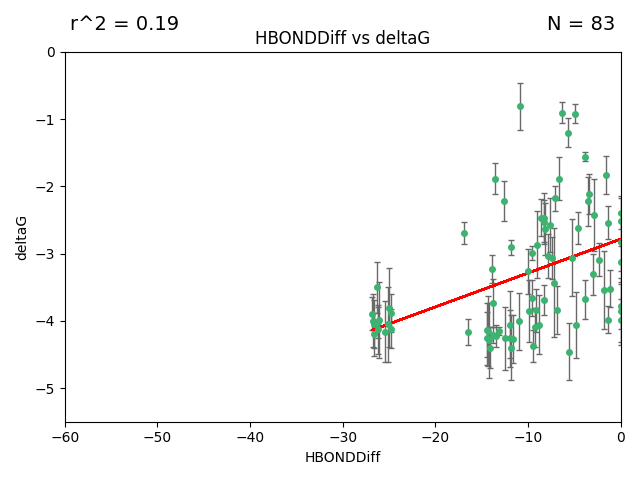 r^2 = 0.19
N = 83
HBONDDiff vs deltaG
0
−1
−2
−3
−4
−5
deltaG
−60
−50
−40
−30
−20
−10
0
HBONDDiff